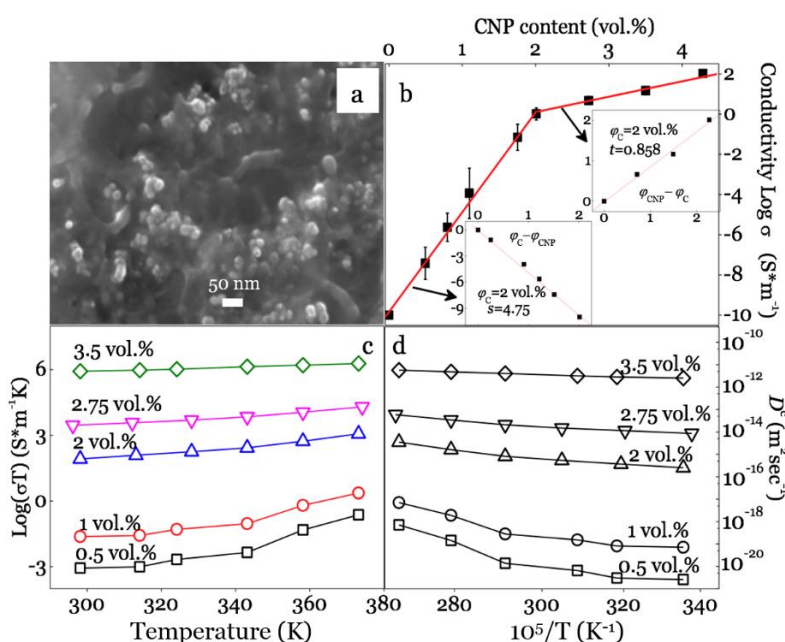 CNP content (vol.%)
0 1 2 3 4
a
50 nm
b
φC=2 vol.%
t=0.858
φCNP−φC
2
1
0
0 1 2
0 1 2
φC−φCNP
0
-3
-6
-9
φC=2 vol.%
s=4.75
2
0
-2
-4
-6
-8
-10
Conductivity Log σ (S*m-1)
c
3.5 vol.%
2.75 vol.%
2 vol.%
1 vol.%
0.5 vol.%
6
3
0
-3
Log(σT) (S*m-1K)
300 320 340 360 380
Temperature (K)
d
3.5 vol.%
2.75 vol.%
2 vol.%
1 vol.%
0.5 vol.%
10-10
10-12
10-14
10-16
10-18
10-20
280 300 320 340
105/T (K-1)